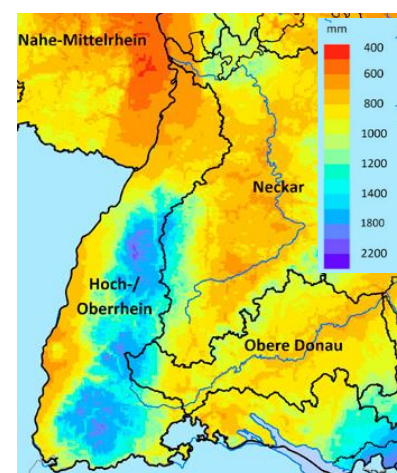 Nahe-Mittelrhein
mm
400
600
800
1000
1200
1400
1800
2200
Neckar
Hoch-/
Oberrhein
Obere Donau